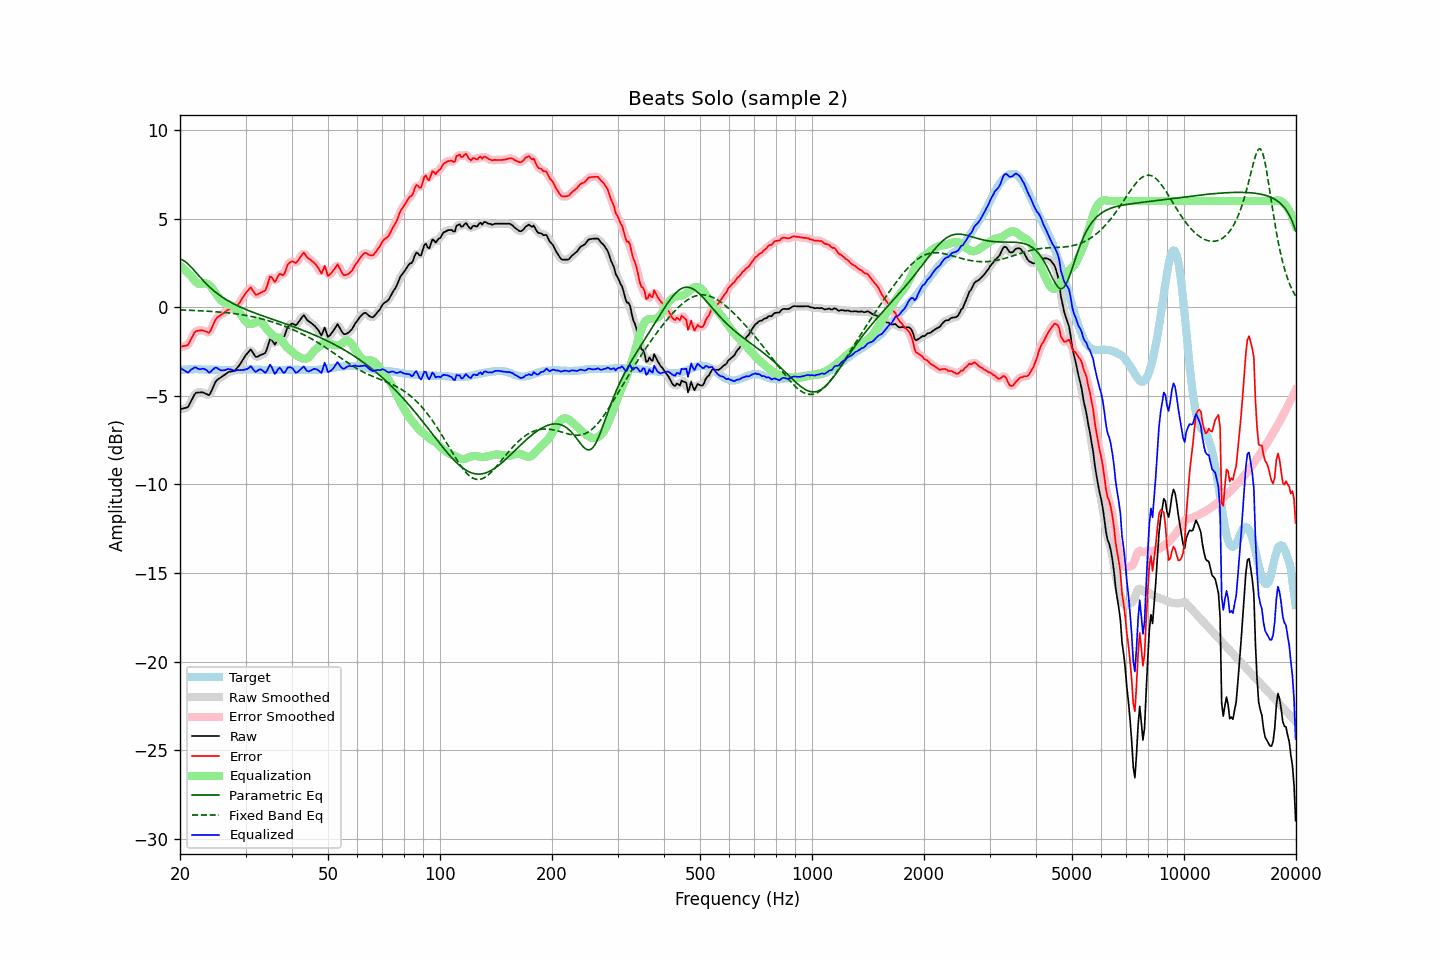 Beats Solo (sample 2)
10
5
0
−5
−10
−15
−20
−25
−30
Amplitude (dBr)
Target
Raw Smoothed
Error Smoothed
Raw
Error
Equalization
Parametric Eq
Fixed Band Eq
Equalized
20 50 100 200 500 1000 2000 5000 10000 20000
Frequency (Hz)